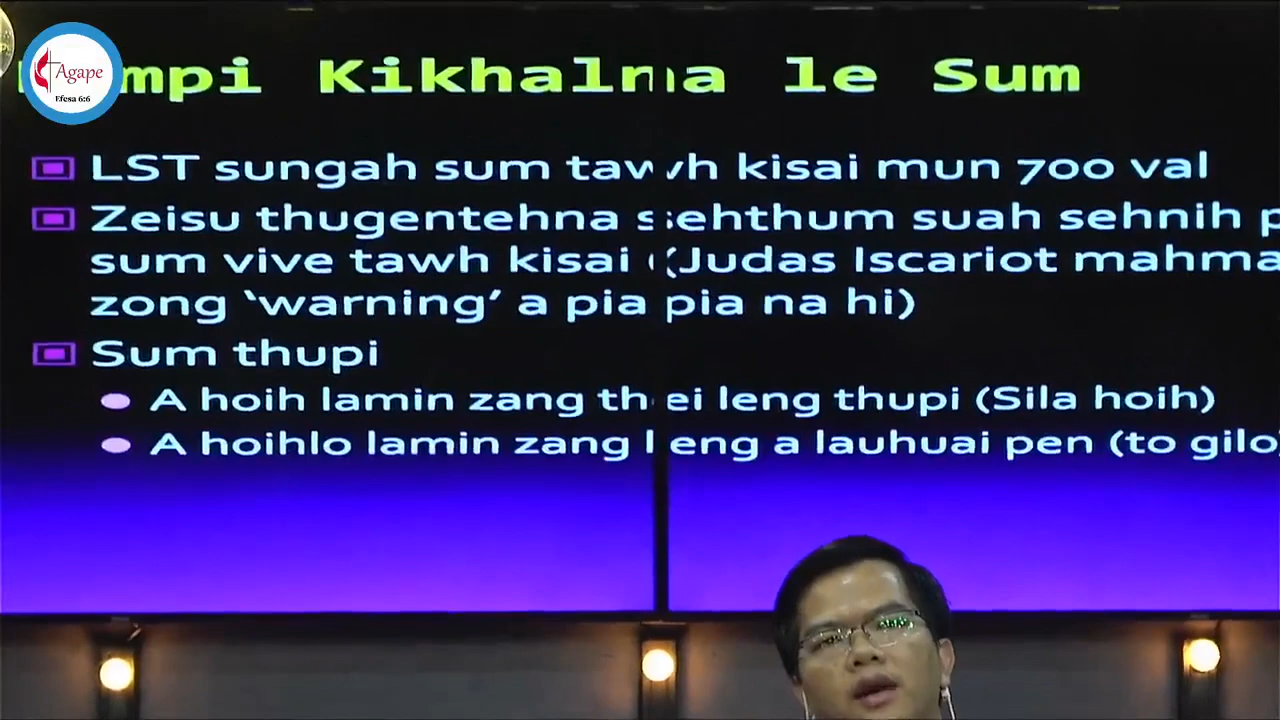 Agape
Efesa 6:6
Kikhalna le Sum
LST sungah sum tawh kisai mun 700 val
Zeisu thugentehna sehthum suah sehnih
sum vive tawh kisai (Judas Iscariot
zong ‘warning’ a pia pia na hi)
Sum thupi
A hoih lamin zang thei leng thupi (Sila hoih)
A hoihlo lamin zang leng a lauhuai pen (to gilo)